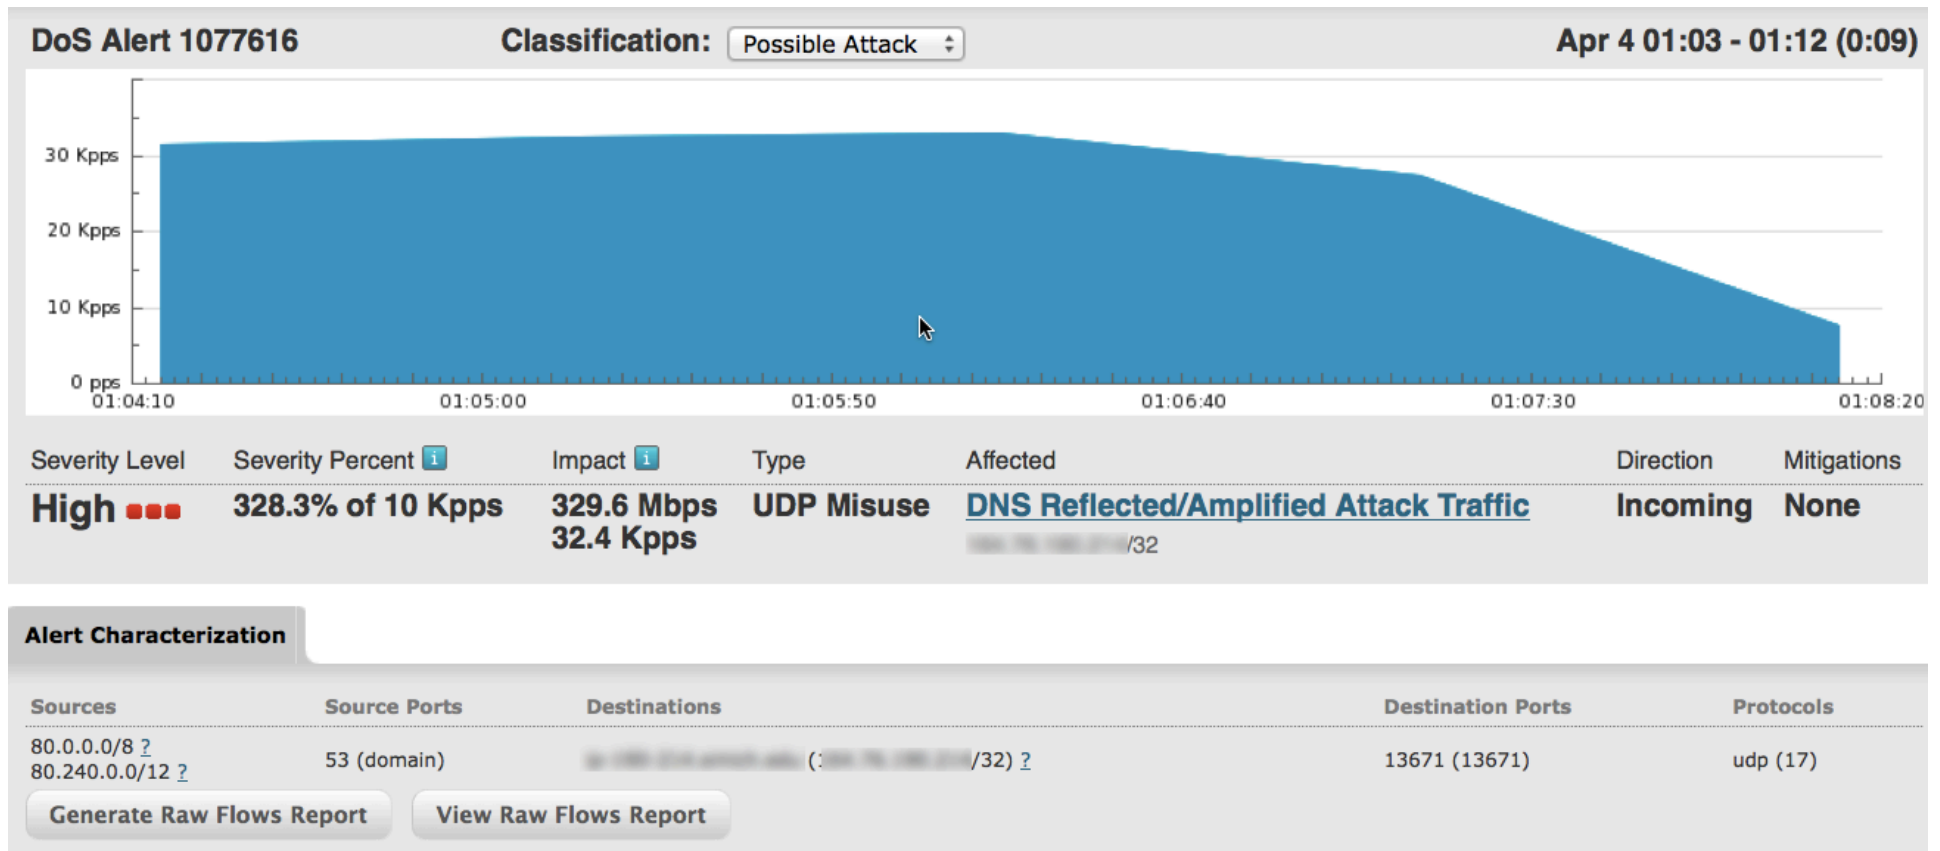 DoS Alert 1077616 Classification: Possible Attack Apr 4 01:03 - 01:12 (0:09)
30 Kpps
20 Kpps
10 Kpps
0 pps
01:04:10 01:05:00 01:05:50 01:06:40 01:07:30 01:08:20
Severity Level Severity Percent i Impact i Type Affected Direction Mitigations
High 328.3% of 10 Kpps 329.6 Mbps UDP Misuse DNS Reflected/Amplified Attack Traffic Incoming None
32.4 Kpps /32
Alert Characterization
Sources Source Ports Destinations Destination Ports Protocols
80.0.0.0/8 ?
53 (domain) ( /32) ? 13671 (13671) udp (17)
80.240.0.0/12 ?
Generate Raw Flows Report View Raw Flows Report